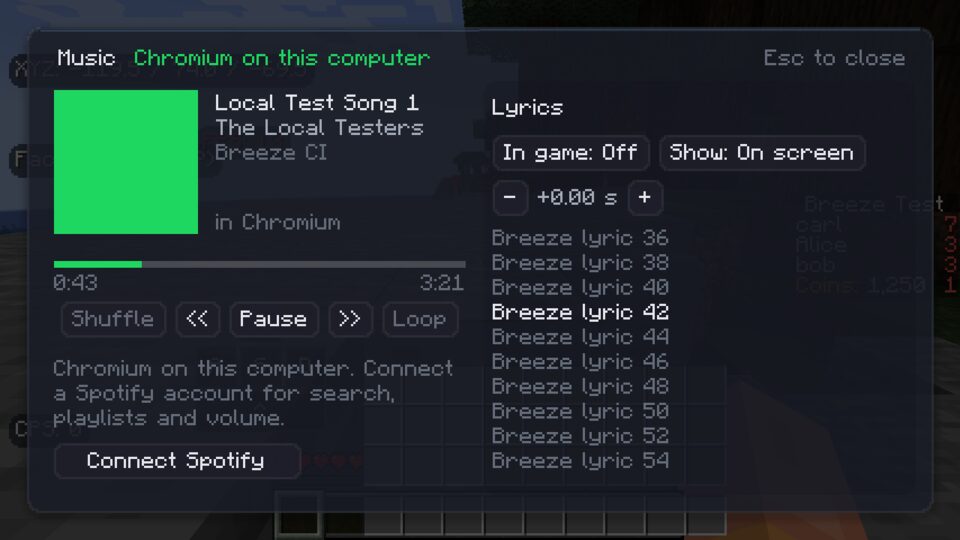 Music Chromium on this computer
Esc to close
Local Test Song 1
The Local Testers
Breeze CI
in Chromium
0:43
3:21
Shuffle
<<
Pause
>>
Loop
Chromium on this computer. Connect
a Spotify account for search,
playlists and volume.
Connect Spotify
Lyrics
In game: Off
Show: On screen
-
+0.00 s
+
Breeze lyric 36
Breeze lyric 38
Breeze lyric 40
Breeze lyric 42
Breeze lyric 44
Breeze lyric 46
Breeze lyric 48
Breeze lyric 50
Breeze lyric 52
Breeze lyric 54
Breeze Test
carl 7
Alice 3
bob 3
Coins: 1,250 1